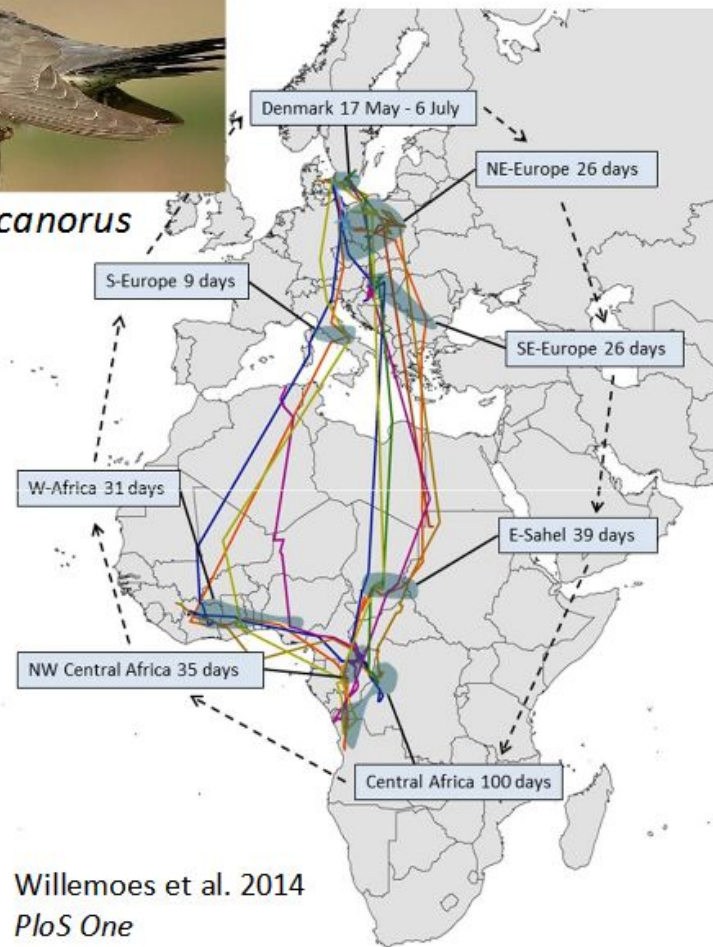 Denmark 17 May - 6 July
NE-Europe 26 days
canorus
S-Europe 9 days
SE-Europe 26 days
W-Africa 31 days
E-Sahel 39 days
NW Central Africa 35 days
Central Africa 100 days
Willemoes et al. 2014
PloS One